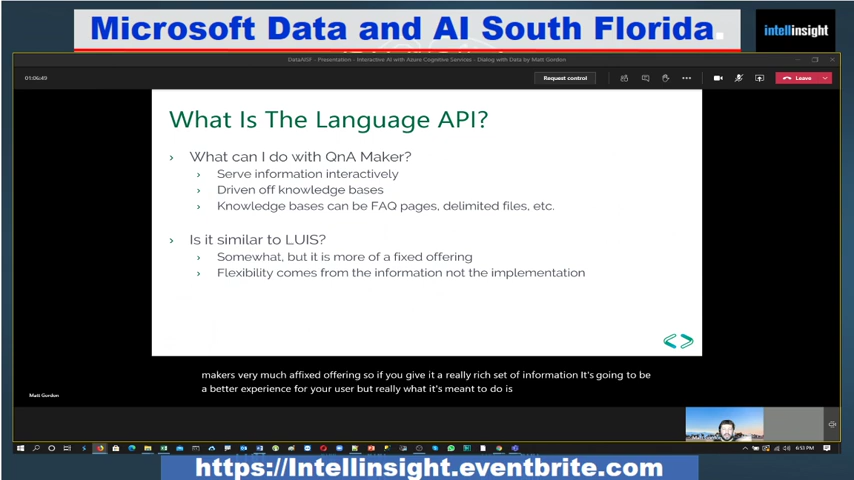 Microsoft Data and AI South Florida.
intellinsight
DataAISF - Presentation - Interactive AI with Azure Cognitive Services - Dialog with Data by Matt Gordon
01:06:49
Request control
Leave
What Is The Language API?
What can I do with QnA Maker?
Serve information interactively
Driven off knowledge bases
Knowledge bases can be FAQ pages, delimited files, etc.
Is it similar to LUIS?
Somewhat, but it is more of a fixed offering
Flexibility comes from the information not the implementation
makers very much affixed offering so if you give it a really rich set of information It's going to be
a better experience for your user but really what it's meant to do is
Matt Gordon
6:53 PM
https://Intellinsight.eventbrite.com